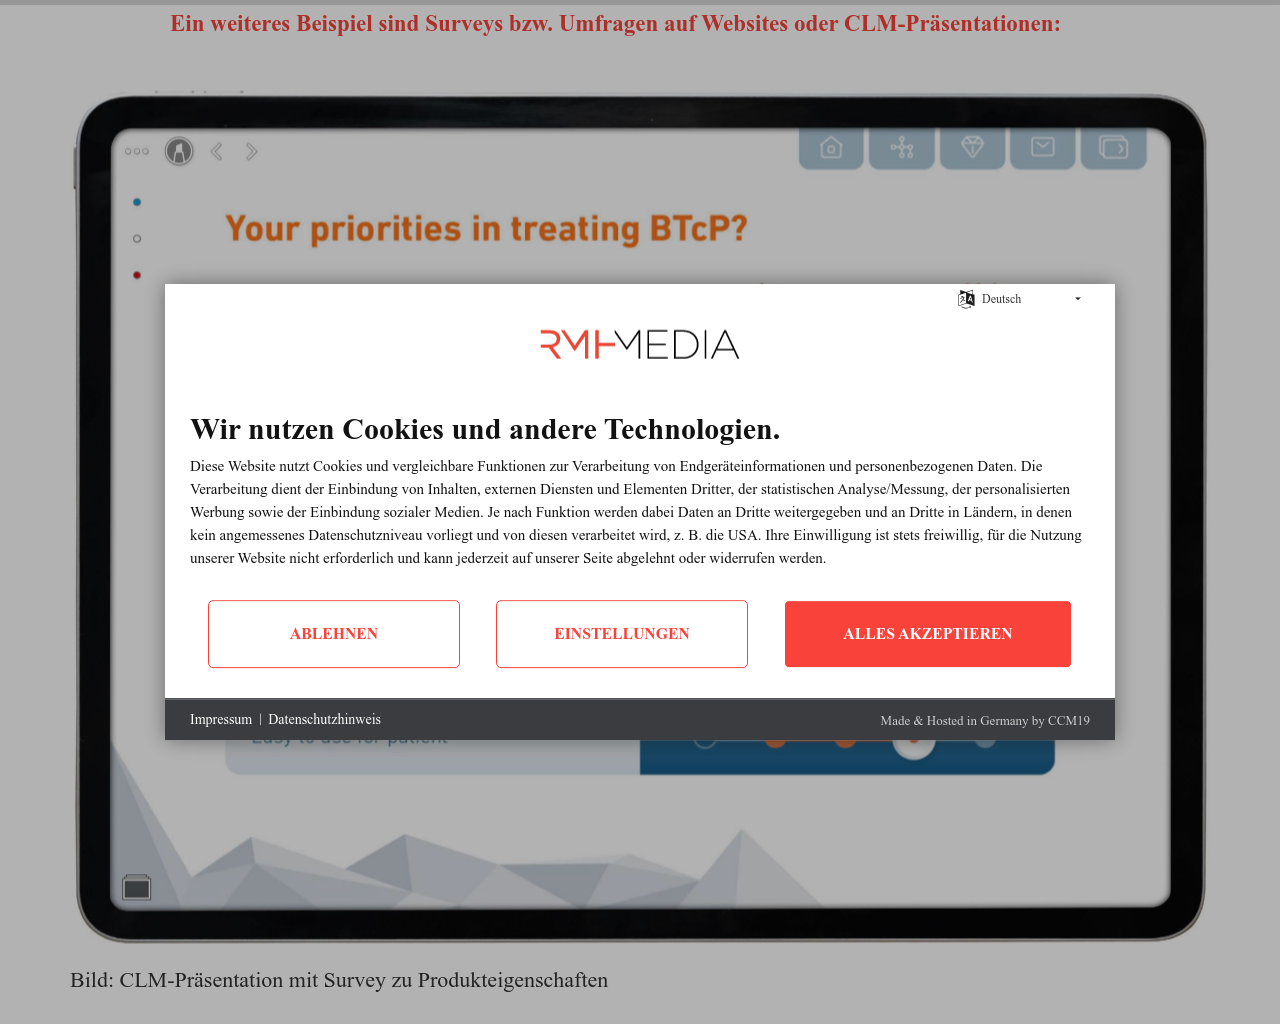 Ein weiteres Beispiel sind Surveys bzw. Umfragen auf Websites oder CLM-Präsentationen:
Your priorities in treating BTcP?
Deutsch
RMH MEDIA
Wir nutzen Cookies und andere Technologien.
Diese Website nutzt Cookies und vergleichbare Funktionen zur Verarbeitung von Endgeräteinformationen und personenbezogenen Daten. Die
Verarbeitung dient der Einbindung von Inhalten, externen Diensten und Elementen Dritter, der statistischen Analyse/Messung, der personalisierten
Werbung sowie der Einbindung sozialer Medien. Je nach Funktion werden dabei Daten an Dritte weitergegeben und an Dritte in Ländern, in denen
kein angemessenes Datenschutzniveau vorliegt und von diesen verarbeitet wird, z. B. die USA. Ihre Einwilligung ist stets freiwillig, für die Nutzung
unserer Website nicht erforderlich und kann jederzeit auf unserer Seite abgelehnt oder widerrufen werden.
ABLEHNEN
EINSTELLUNGEN
ALLES AKZEPTIEREN
Impressum | Datenschutzhinweis
Made & Hosted in Germany by CCM19
Easy to use for patient
Bild: CLM-Präsentation mit Survey zu Produkteigenschaften